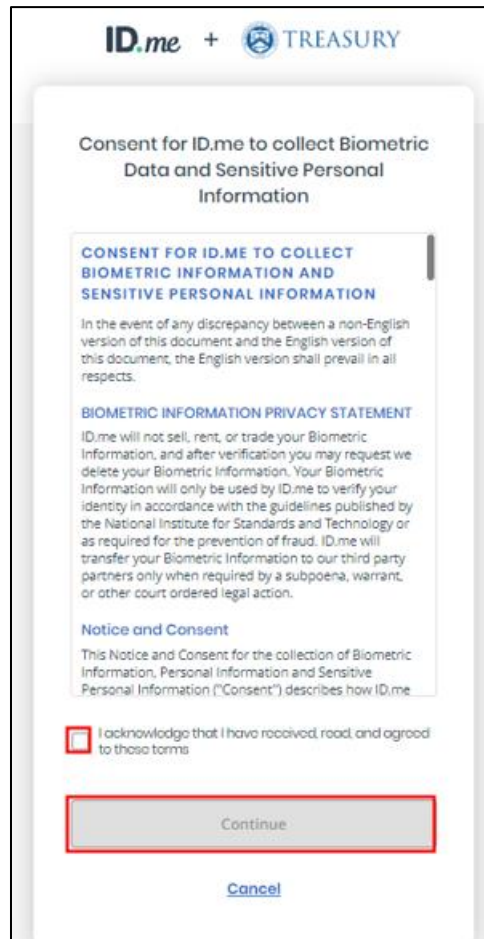 ID.me + TREASURY
Consent for ID.me to collect Biometric
Data and Sensitive Personal
Information
CONSENT FOR ID.ME TO COLLECT
BIOMETRIC INFORMATION AND
SENSITIVE PERSONAL INFORMATION
In the event of any discrepancy between a non-English
version of this document and the English version of
this document, the English version shall prevail in all
respects.
BIOMETRIC INFORMATION PRIVACY STATEMENT
ID.me will not sell, rent, or trade your Biometric
Information, and after verification you may request we
delete your Biometric Information. Your Biometric
Information will only be used by ID.me to verify your
identity in accordance with the guidelines published by
the National Institute for Standards and Technology or
as required for the prevention of fraud. ID.me will
transfer your Biometric Information to our third party
partners only when required by a subpoena, warrant,
or other court ordered legal action.
Notice and Consent
This Notice and Consent for the collection of Biometric
Information, Personal Information and Sensitive
Personal Information ("Consent") describes how ID.me
I acknowledge that I have received, read, and agreed
to these terms
Continue
Cancel